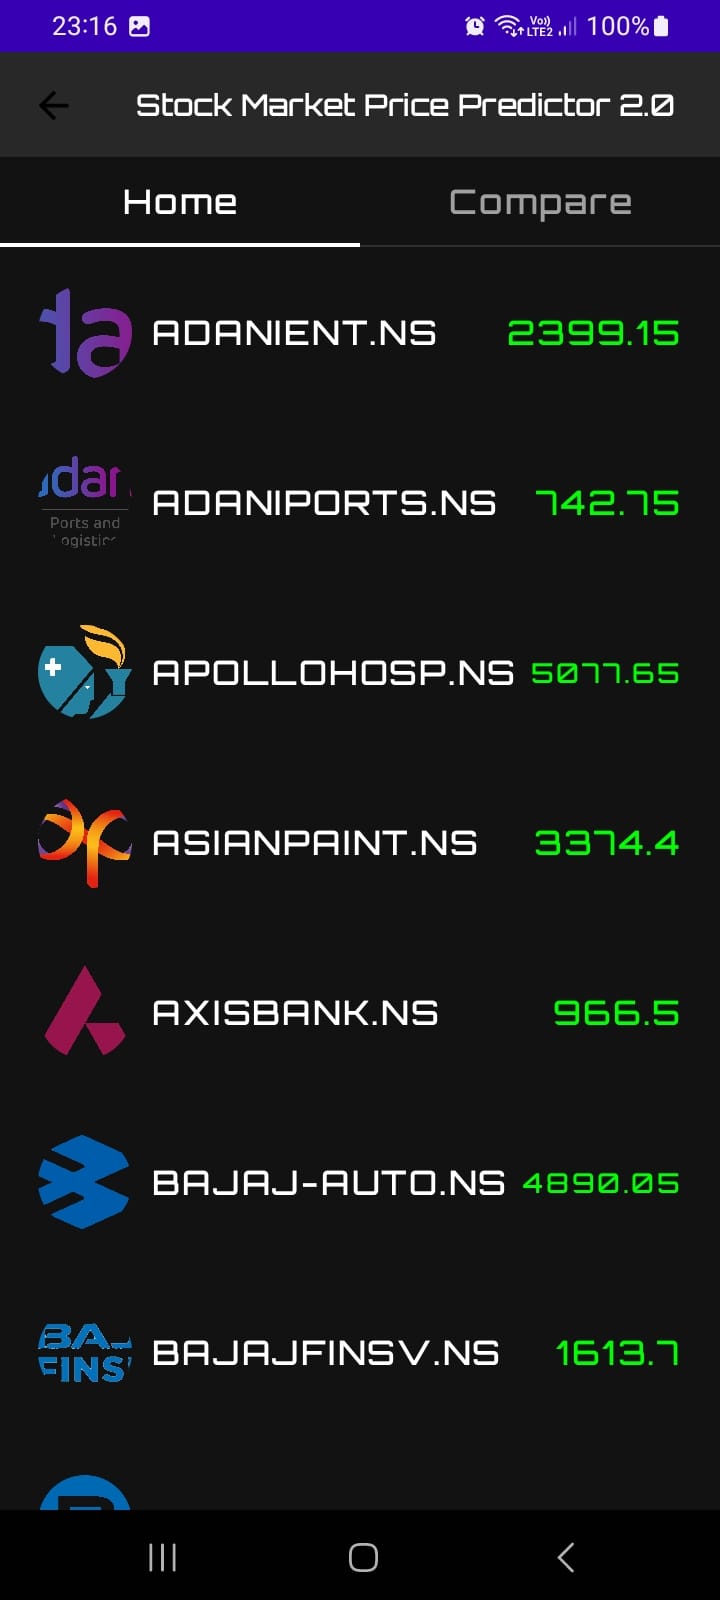 23:16 Vo)) LTE2 100%
Stock Market Price Predictor 2.0
Home Compare
ADANIENT.NS 2399.15
ADANIPORTS.NS 742.75
Ports and
APOLLOHOSP.NS 5077.65
ASIANPAINT.NS 3374.4
AXISBANK.NS 966.5
BAJAJ-AUTO.NS 4890.05
BAJAJFINSV.NS 1613.7